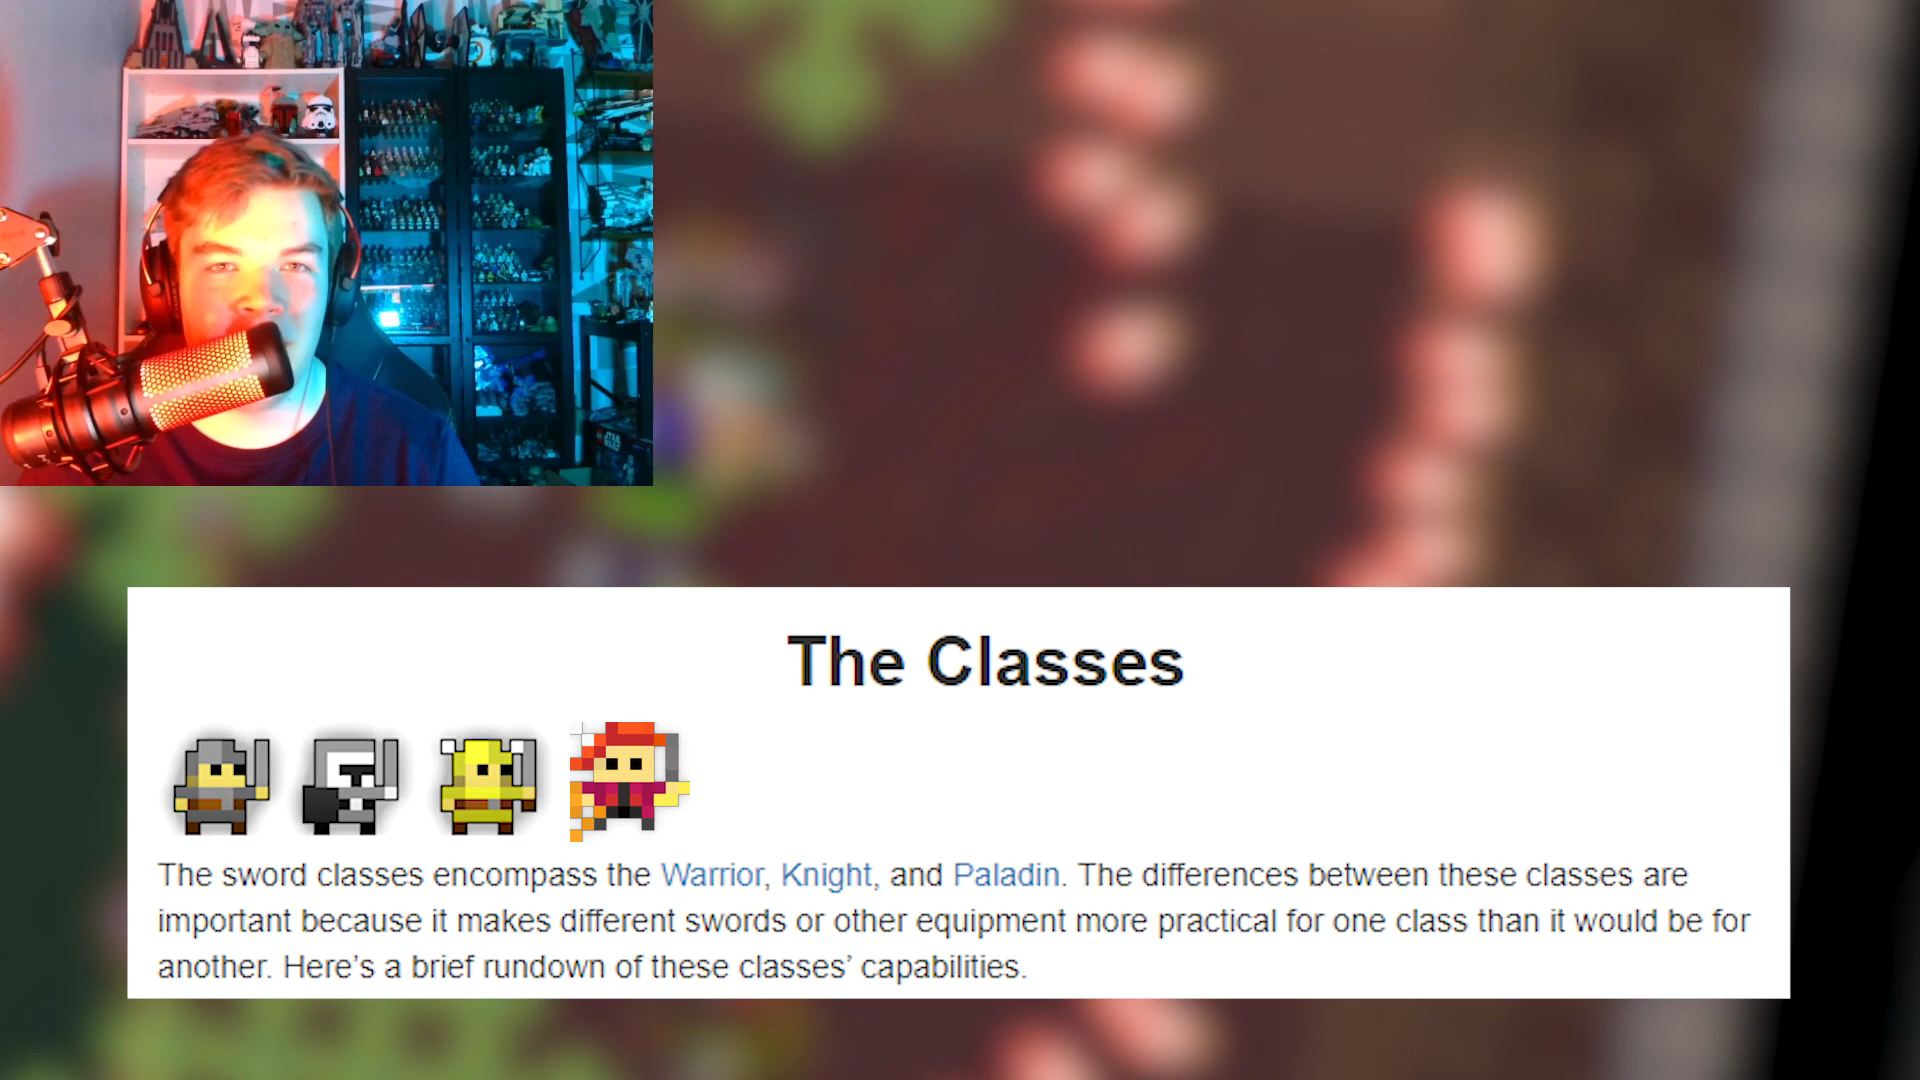 The Classes
The sword classes encompass the Warrior, Knight, and Paladin. The differences between these classes are
important because it makes different swords or other equipment more practical for one class than it would be for
another. Here’s a brief rundown of these classes’ capabilities.